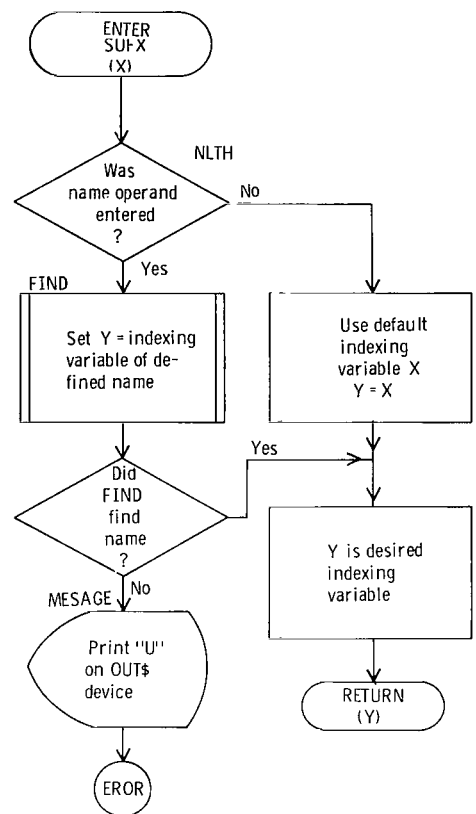 ENTER
SUFX
(X)
NLTH
Was
name operand
entered
?
No
Yes
FIND
Set Y = indexing
variable of de-
fined name
Use default
indexing
variable X
Y = X
Yes
Did
FIND
find
name
?
No
Y is desired
indexing
variable
MESAGE
Print "U"
on OUT$
device
RETURN
(Y)
EROR